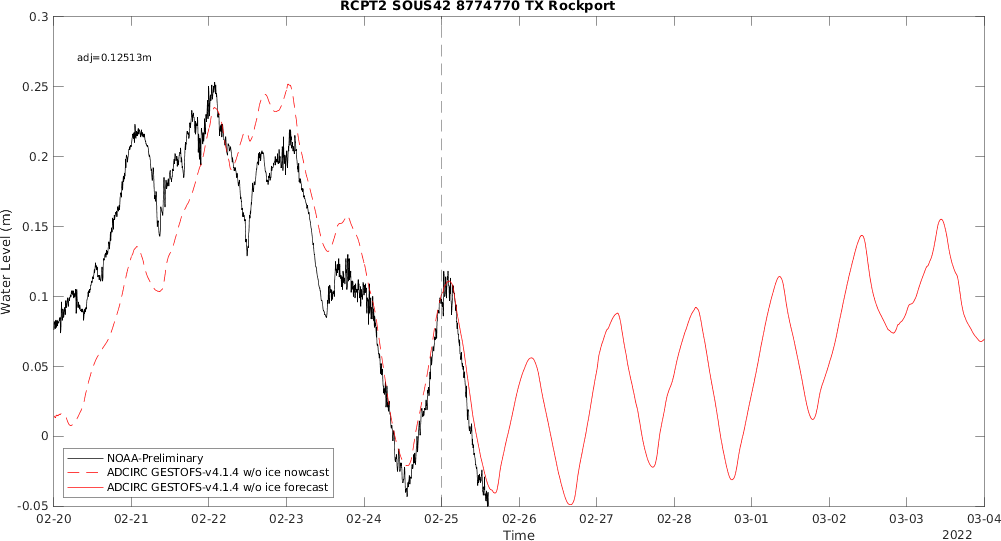 RCPT2 SOUS42 8774770 TX Rockport
adj=0.12513m
0.3
0.25
0.2
0.15
0.1
0.05
0
-0.05
Water Level (m)
NOAA-Preliminary
ADCIRC GESTOFS-v4.1.4 w/o ice nowcast
ADCIRC GESTOFS-v4.1.4 w/o ice forecast
02-20 02-21 02-22 02-23 02-24 02-25 02-26 02-27 02-28 03-01 03-02 03-03 03-04
Time
2022